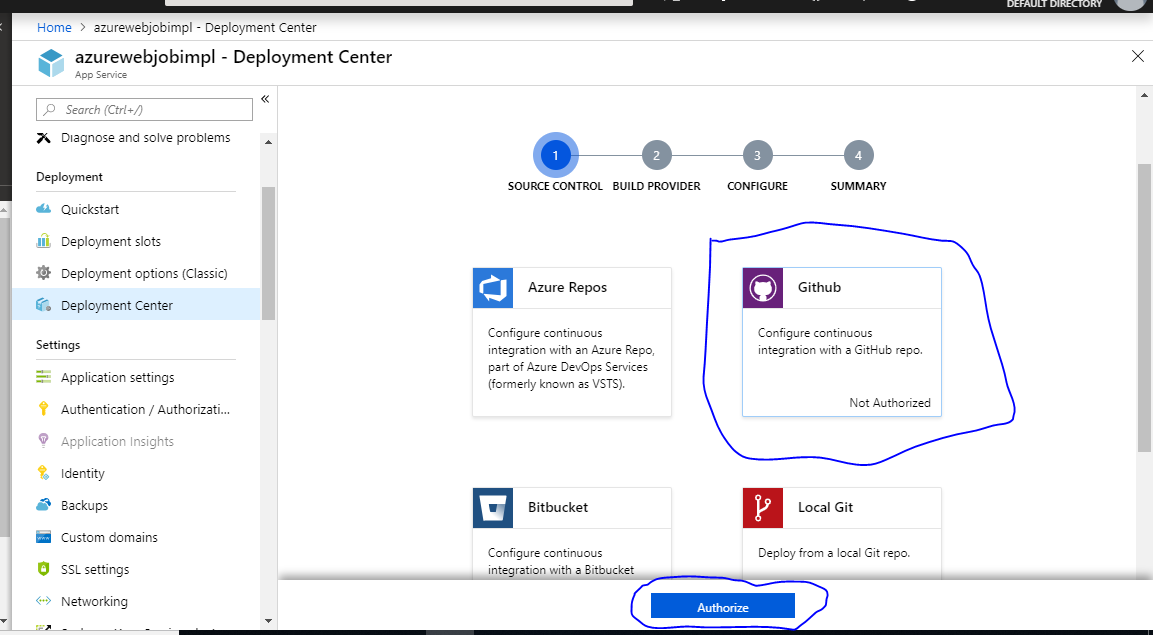 DEFAULT DIRECTORY
Home > azurewebjobimpl - Deployment Center
azurewebjobimpl - Deployment Center
App Service
Search (Ctrl+/)
Diagnose and solve problems
Deployment
Quickstart
Deployment slots
Deployment options (Classic)
Deployment Center
Settings
Application settings
Authentication / Authorizati...
Application Insights
Identity
Backups
Custom domains
SSL settings
Networking
1
2
3
4
SOURCE CONTROL
BUILD PROVIDER
CONFIGURE
SUMMARY
Azure Repos
Configure continuous
integration with an Azure Repo,
part of Azure DevOps Services
(formerly known as VSTS).
Github
Configure continuous
integration with a GitHub repo.
Not Authorized
Bitbucket
Configure continuous
integration with a Bitbucket
Local Git
Deploy from a local Git repo.
Authorize